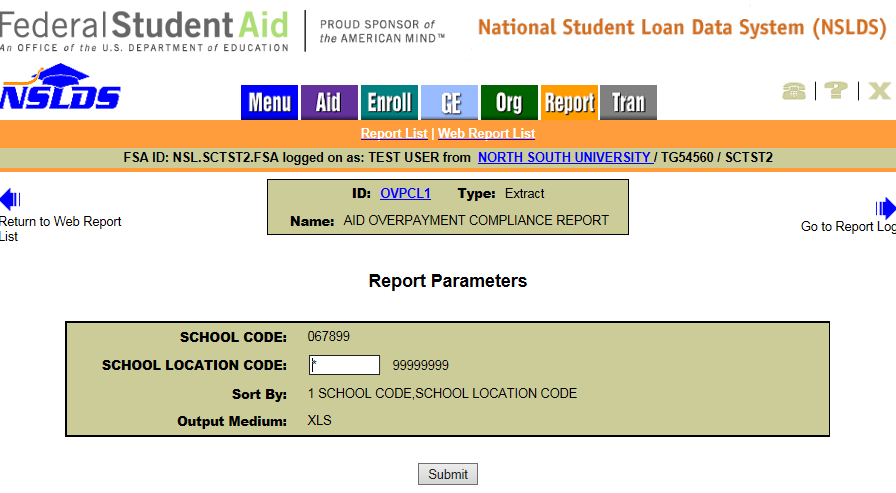 Federal Student Aid
An OFFICE of the U.S. DEPARTMENT of EDUCATION
PROUD SPONSOR of
the AMERICAN MIND™
National Student Loan Data System (NSLDS)
NSLDS
Menu Aid Enroll GE Org Report Tran
? X
Report List | Web Report List
FSA ID: NSL.SCTST2.FSA logged on as: TEST USER from NORTH SOUTH UNIVERSITY / TG54560 / SCTST2
Return to Web Report
List
ID: OVPCL1 Type: Extract
Name: AID OVERPAYMENT COMPLIANCE REPORT
Go to Report Log
Report Parameters
SCHOOL CODE: 067899
SCHOOL LOCATION CODE: * 99999999
Sort By: 1 SCHOOL CODE,SCHOOL LOCATION CODE
Output Medium: XLS
Submit